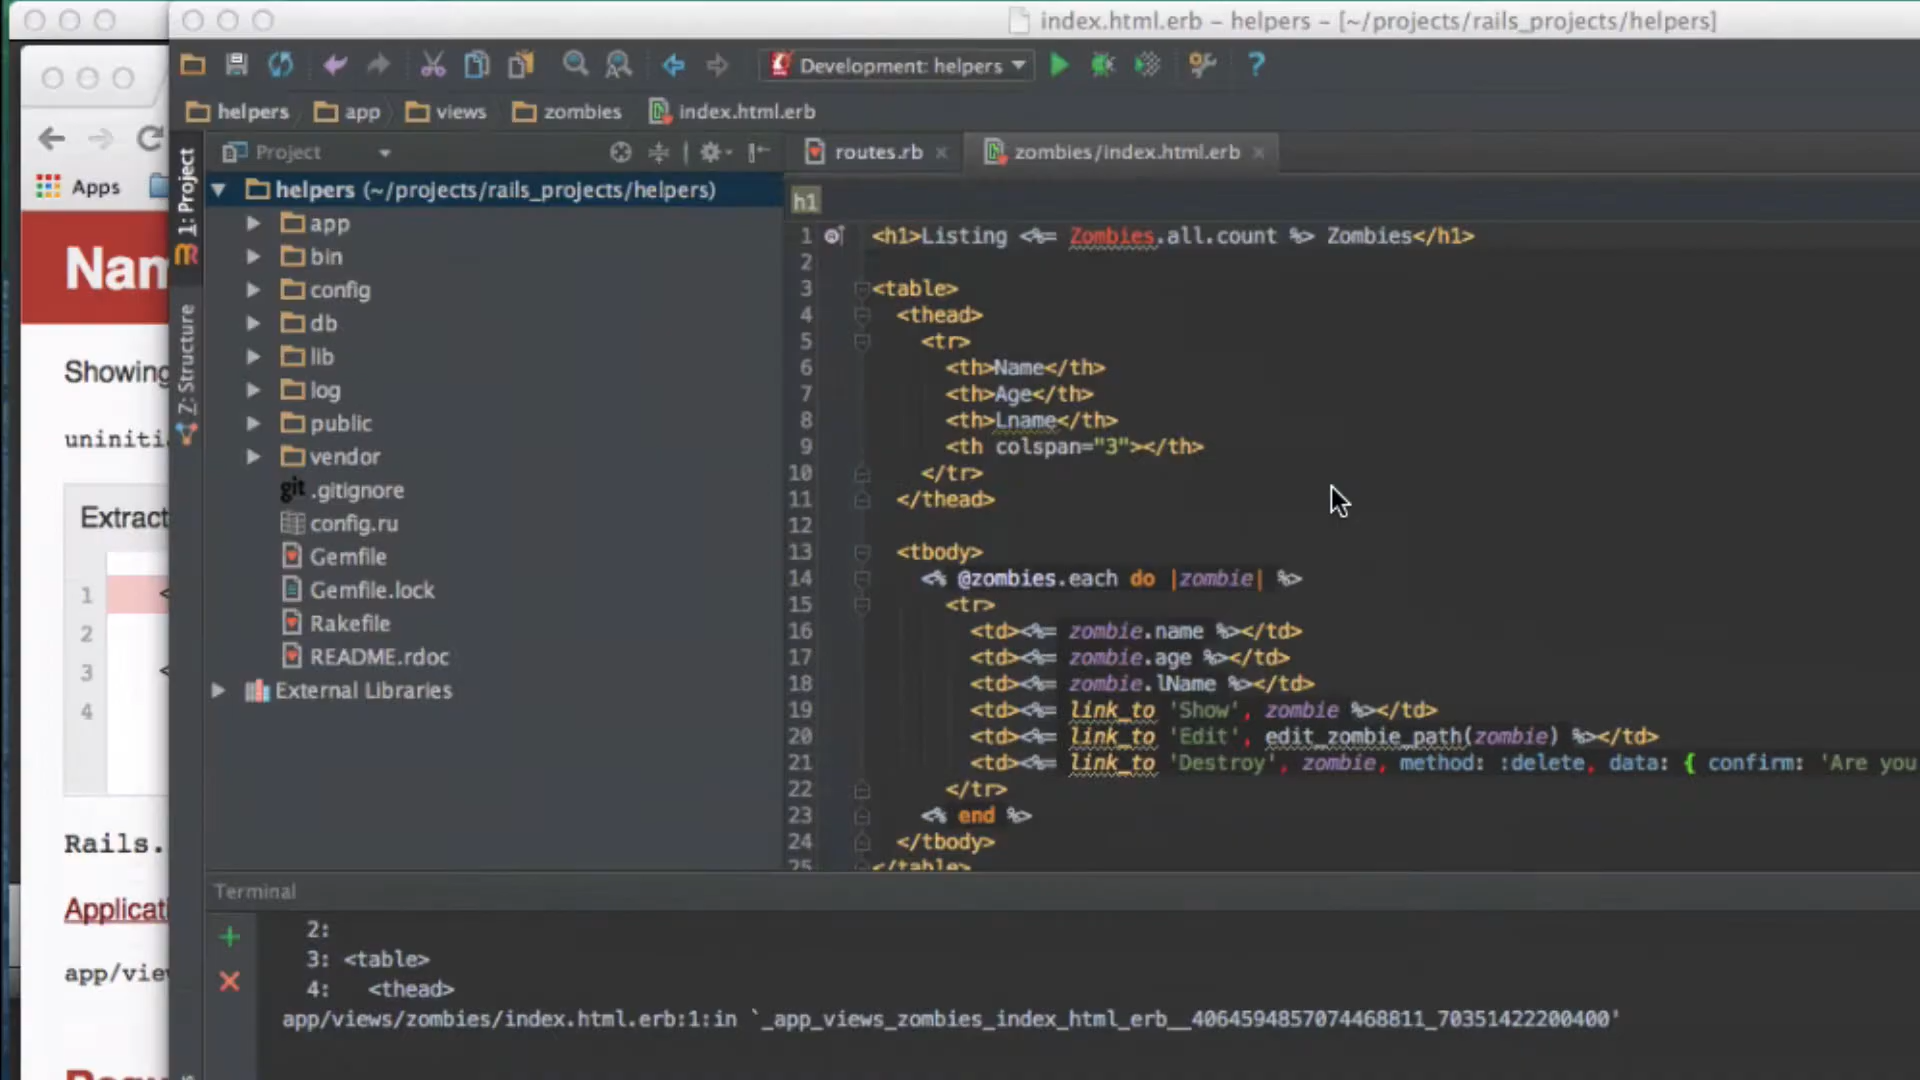 index.html.erb – helpers – [~/projects/rails_projects/helpers]
Development: helpers
helpers app views zombies index.html.erb
Project
routes.rb
zombies/index.html.erb
1: Project
Z: Structure
Apps
Showing
Extract
1
2
3
4
Rails.
helpers (~/projects/rails_projects/helpers)
app
bin
config
db
lib
log
public
vendor
git .gitignore
config.ru
Gemfile
Gemfile.lock
Rakefile
README.rdoc
External Libraries
h1
1 <h1>Listing <%= Zombies.all.count %> Zombies</h1>
2
3 <table>
4 <thead>
5 <tr>
6 <th>Name</th>
7 <th>Age</th>
8 <th>Lname</th>
9 <th colspan="3"></th>
10 </tr>
11 </thead>
12
13 <tbody>
14 <% @zombies.each do |zombie| %>
15 <tr>
16 <td><%= zombie.name %></td>
17 <td><%= zombie.age %></td>
18 <td><%= zombie.lName %></td>
19 <td><%= link_to 'Show', zombie %></td>
20 <td><%= link_to 'Edit', edit_zombie_path(zombie) %></td>
21 <td><%= link_to 'Destroy', zombie, method: :delete, data: { confirm: 'Are you
22 </tr>
23 <% end %>
24 </tbody>
25 </table>
Terminal
2:
3: <table>
4: <thead>
app/views/zombies/index.html.erb:1:in `_app_views_zombies_index_html_erb__4064594857074468811_70351422200400'